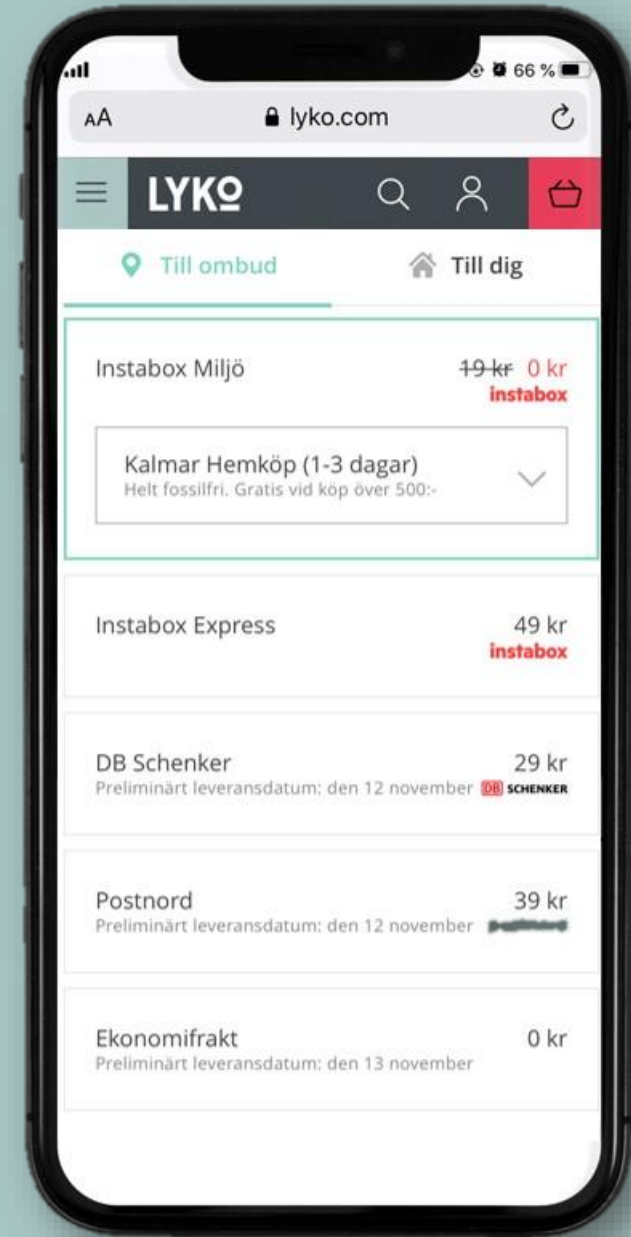 66 %
AA lyko.com
LYKO
Till ombud Till dig
Instabox Miljö 19 kr 0 kr
instabox
Kalmar Hemköp (1-3 dagar)
Helt fossilfri. Gratis vid köp över 500:-
Instabox Express 49 kr
instabox
DB Schenker 29 kr
Preliminärt leveransdatum: den 12 november DB SCHENKER
Postnord 39 kr
Preliminärt leveransdatum: den 12 november
Ekonomifrakt 0 kr
Preliminärt leveransdatum: den 13 november